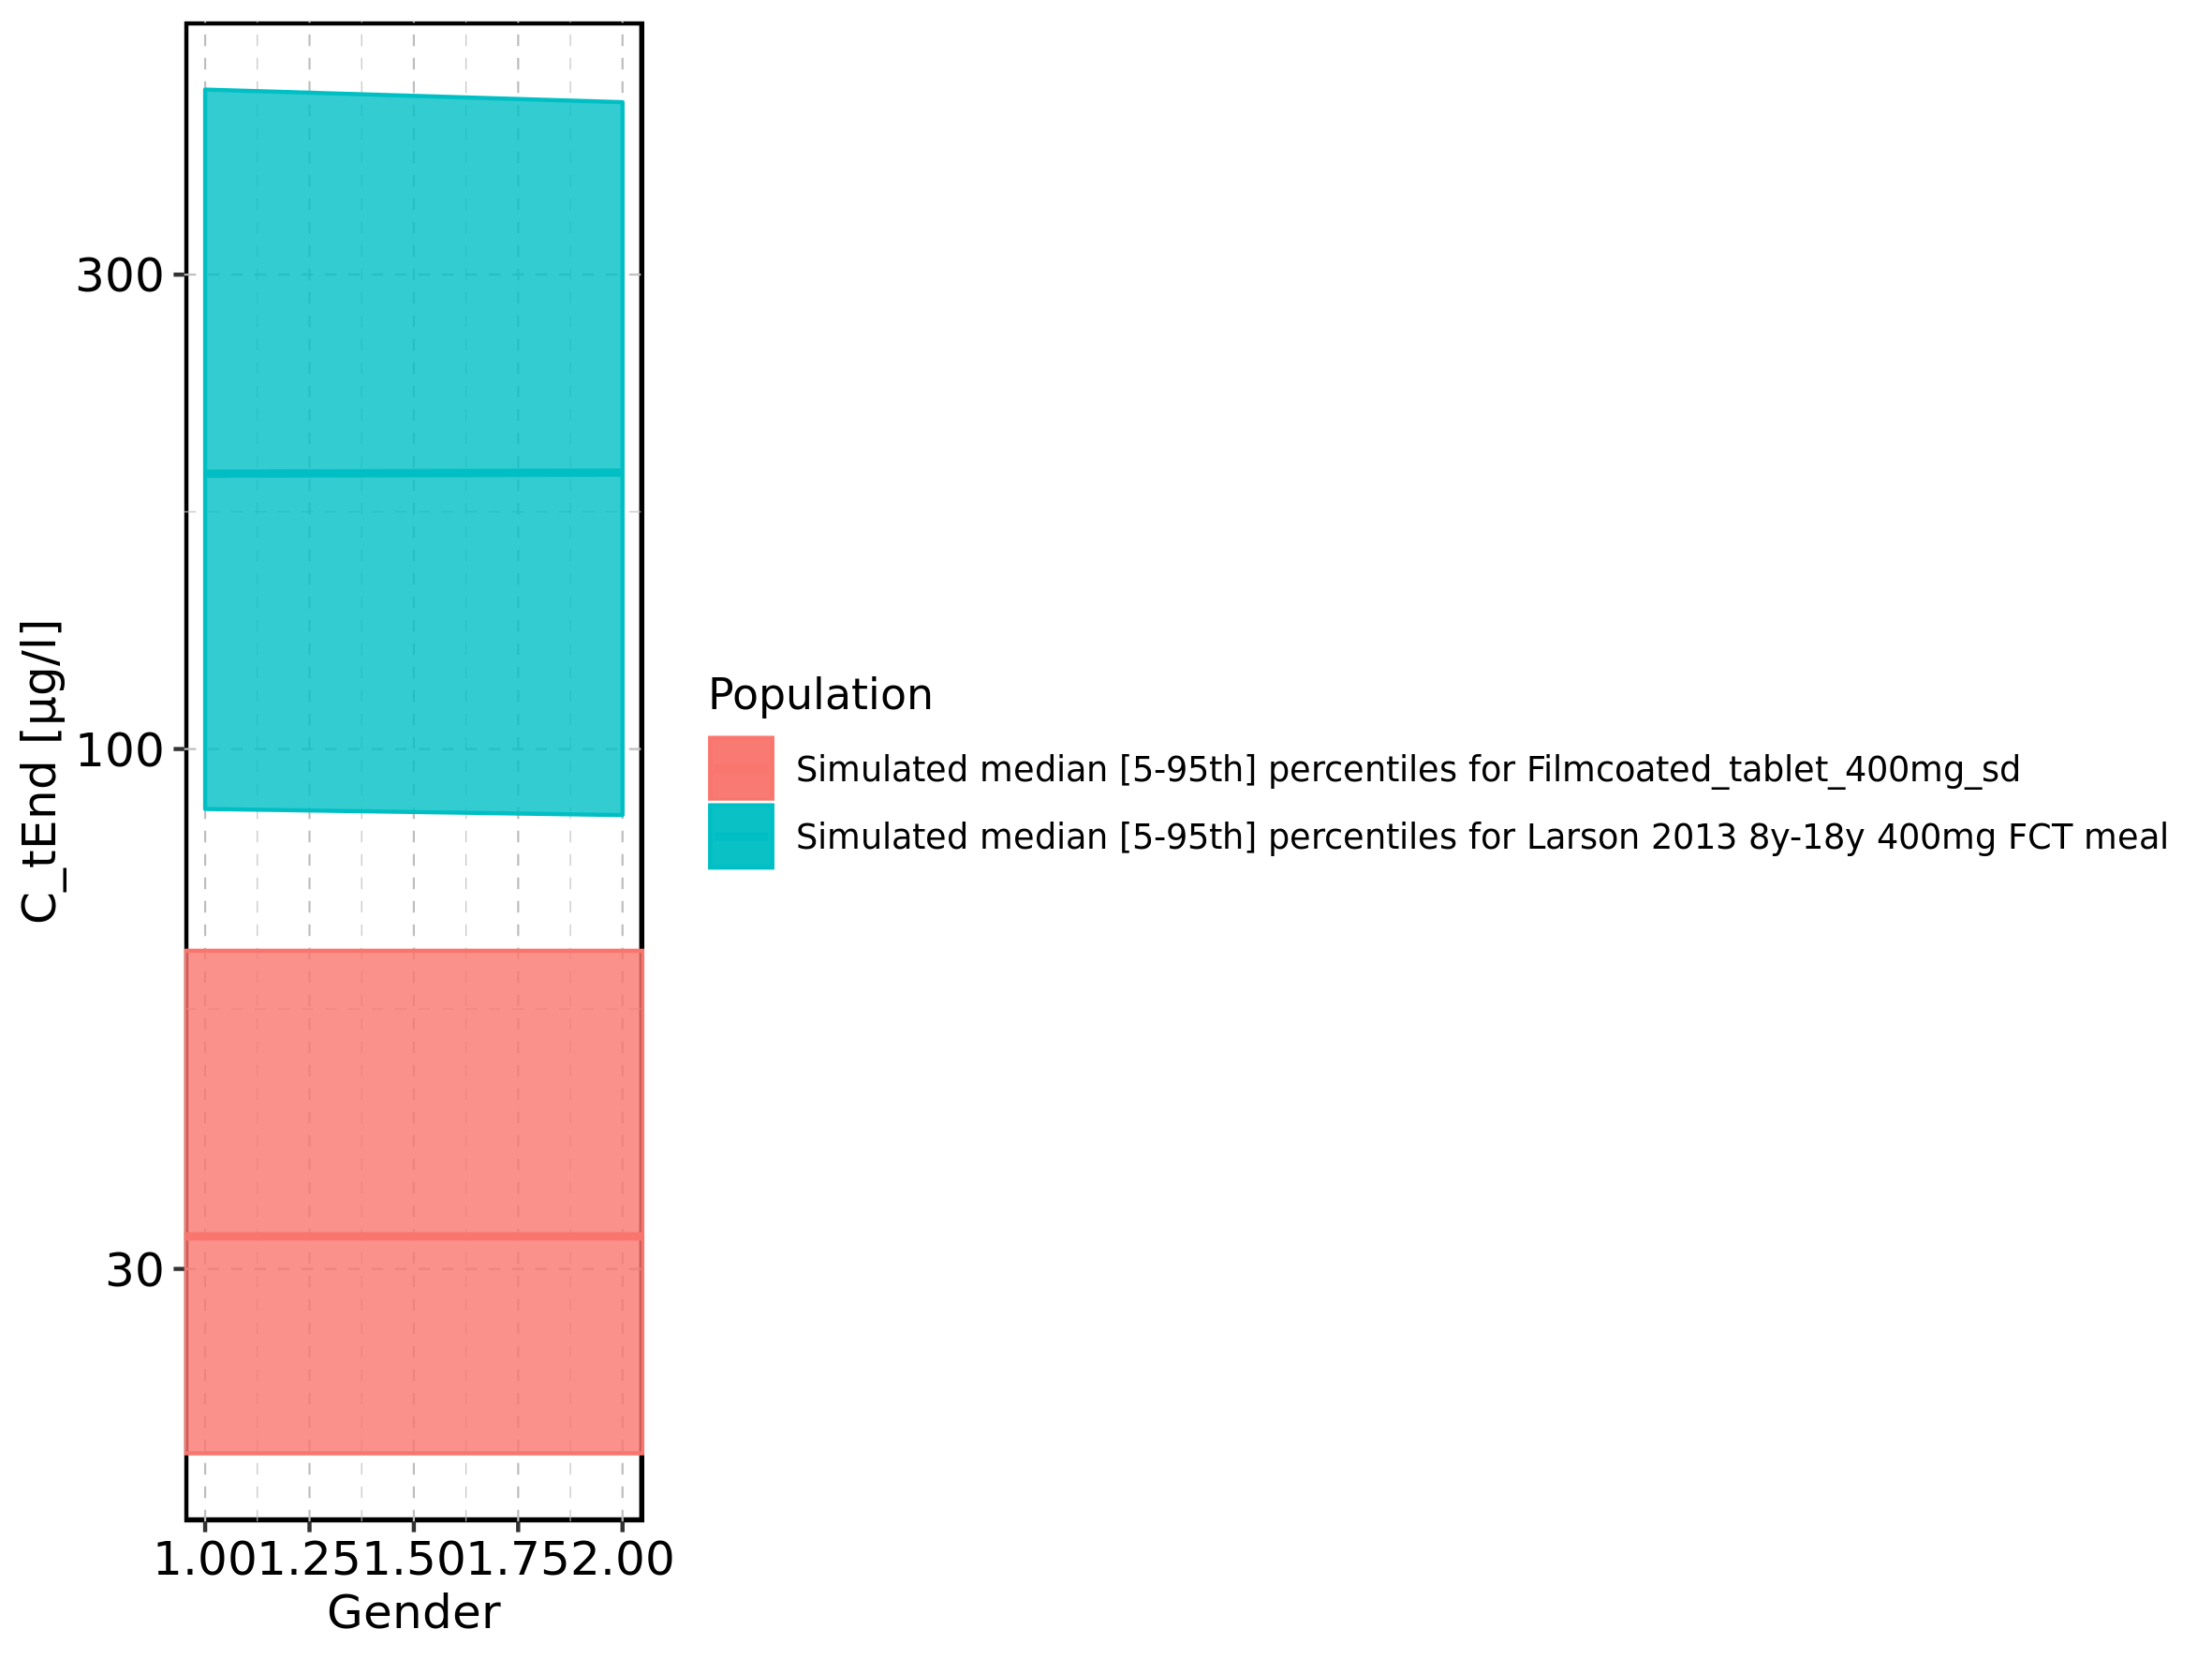 C_tEnd [µg/l]
300
100
30
1.00 1.25 1.50 1.75 2.00
Gender
Population
Simulated median [5-95th] percentiles for Filmcoated_tablet_400mg_sd
Simulated median [5-95th] percentiles for Larson 2013 8y-18y 400mg FCT meal